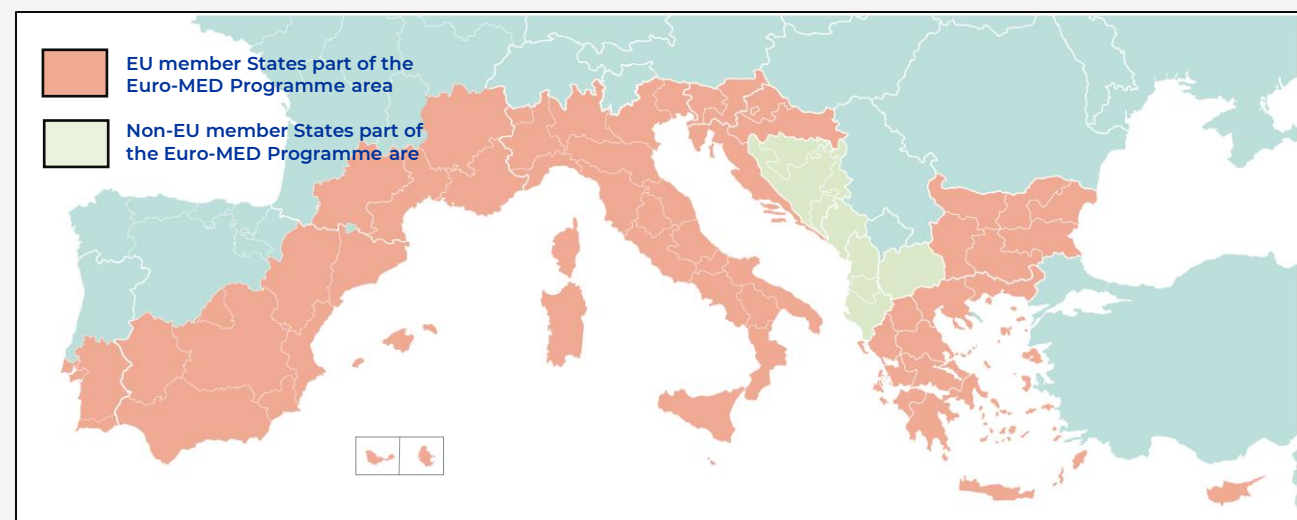 EU member States part of the
Euro-MED Programme area
Non-EU member States part of
the Euro-MED Programme are